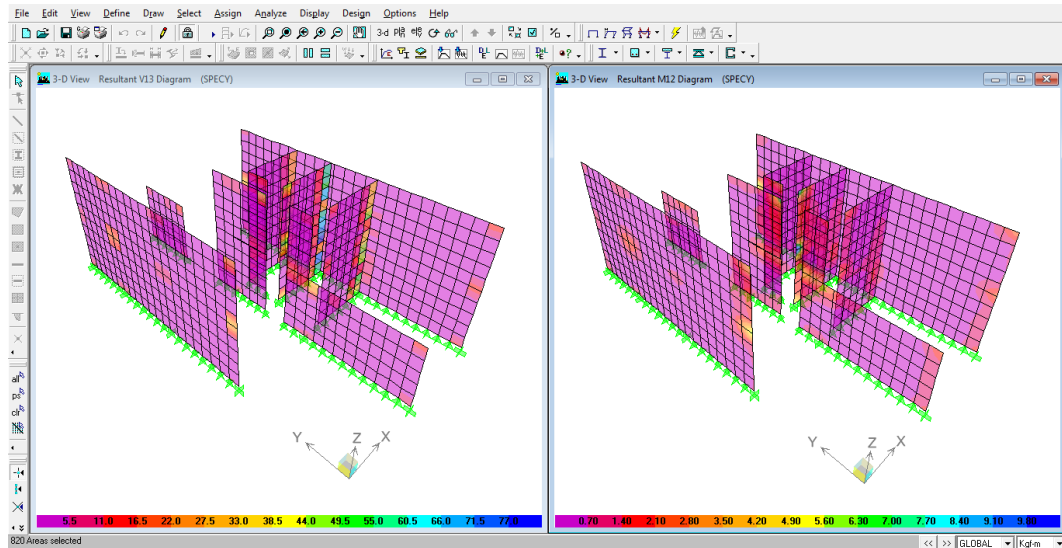 File Edit View Define Draw Select Assign Analyze Display Design Options Help
3-d
3-D View Resultant V13 Diagram (SPECY)
3-D View Resultant M12 Diagram (SPECY)
all
ps
clr
Y Z X
Y Z X
5.5 11.0 16.5 22.0 27.5 33.0 38.5 44.0 49.5 55.0 60.5 66.0 71.5 77.0
0.70 1.40 2.10 2.80 3.50 4.20 4.90 5.60 6.30 7.00 7.70 8.40 9.10
820 Areas selected
<< >> GLOBAL Kgf-m